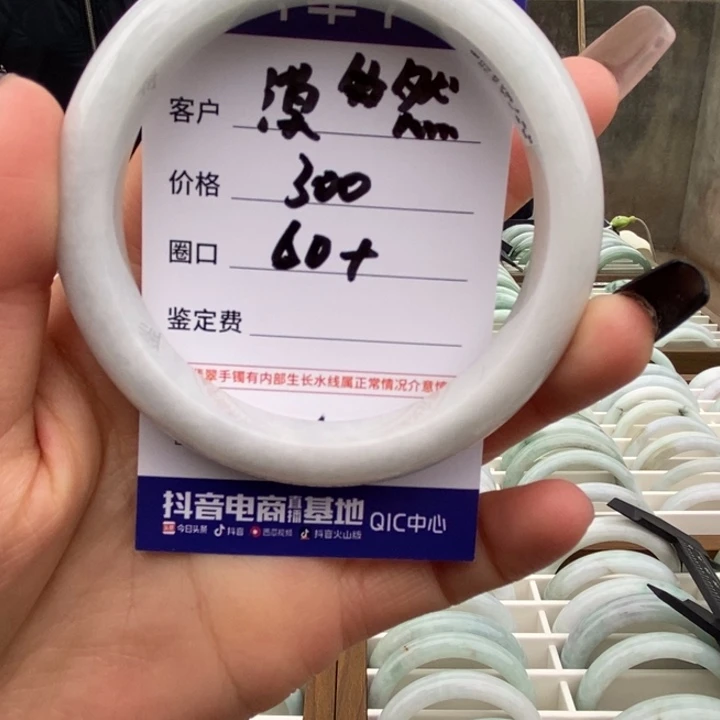 客户 漠然
价格 300
圈口 60+
鉴定费
翡翠手镯有内部生长水线属正常情况介意慎
抖音电商直播基地 QIC中心
今日头条 抖音 西瓜视频 抖音火山版